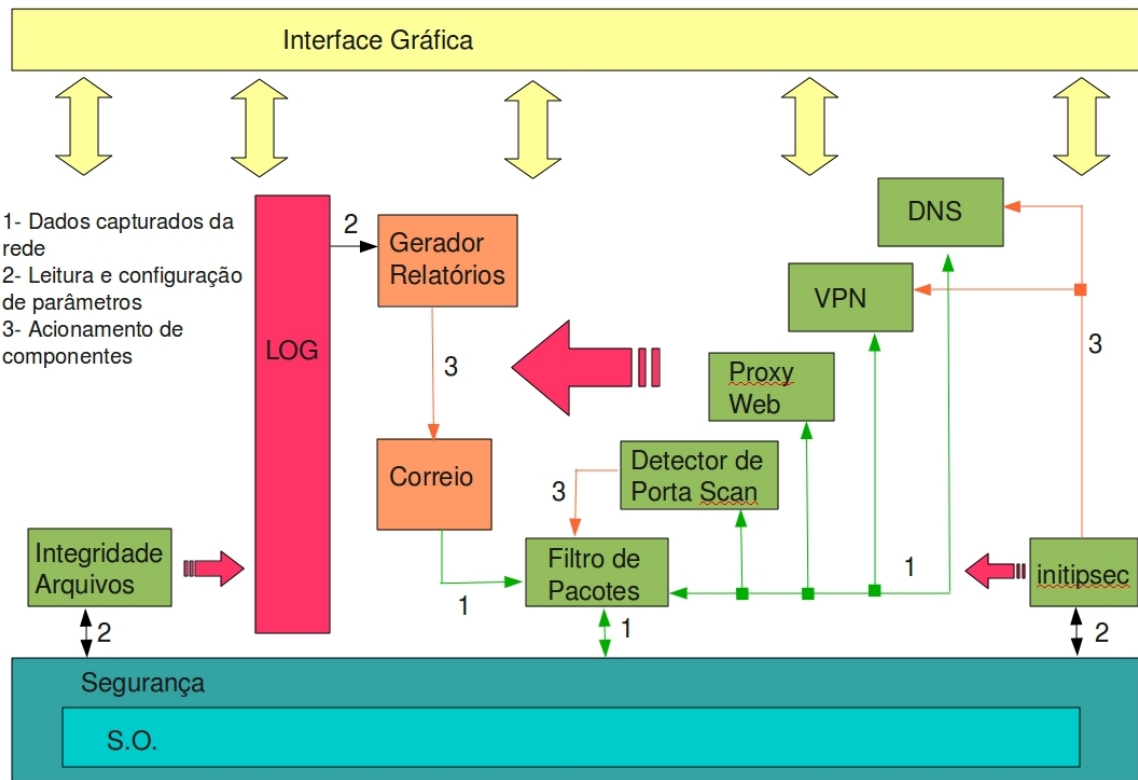 Interface Gráfica
1- Dados capturados da
rede
2- Leitura e configuração
de parâmetros
3- Acionamento de
componentes
LOG
2
Gerador
Relatórios
3
Correio
1
DNS
VPN
3
Proxy
Web
Detector de
Porta Scan
3
Filtro de
Pacotes
1
1
Integridade
Arquivos
2
initipsec
2
Segurança
S.O.